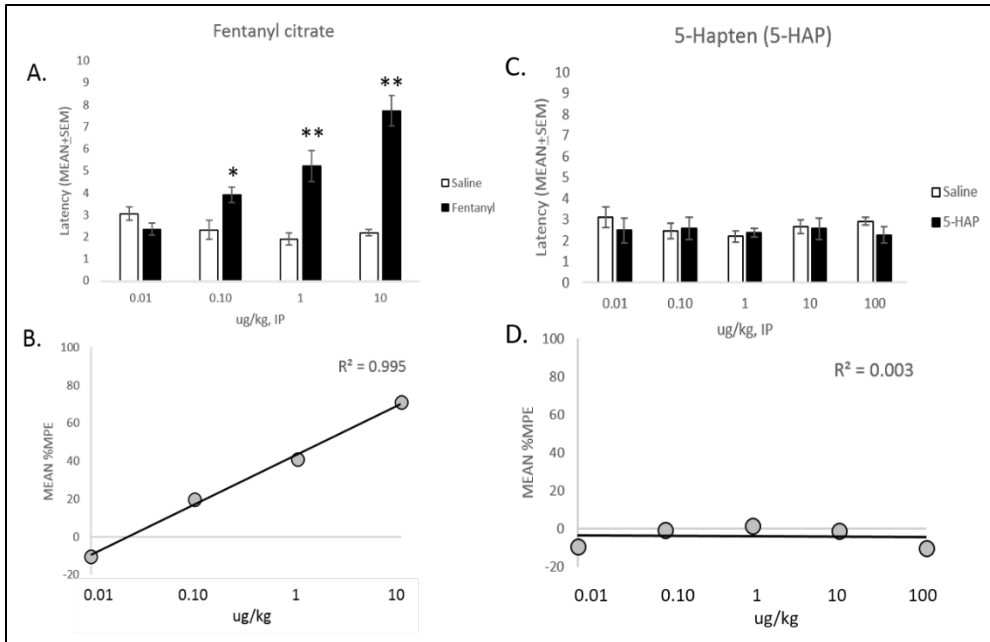 Fentanyl citrate
A.
Latency (MEAN±SEM)
10
9
8
7
6
5
4
3
2
1
0
*
**
**
Saline
Fentanyl
0.01 0.10 1 10
ug/kg, IP
B.
MEAN %MPE
100
80
60
40
20
0
-20
R² = 0.995
0.01 0.10 1 10
ug/kg
5-Hapten (5-HAP)
C.
Latency (MEAN±SEM)
10
9
8
7
6
5
4
3
2
1
0
Saline
5-HAP
0.01 0.10 1 10 100
ug/kg, IP
D.
MEAN %MPE
100
80
60
40
20
0
-20
R² = 0.003
0.01 0.10 1 10 100
ug/kg